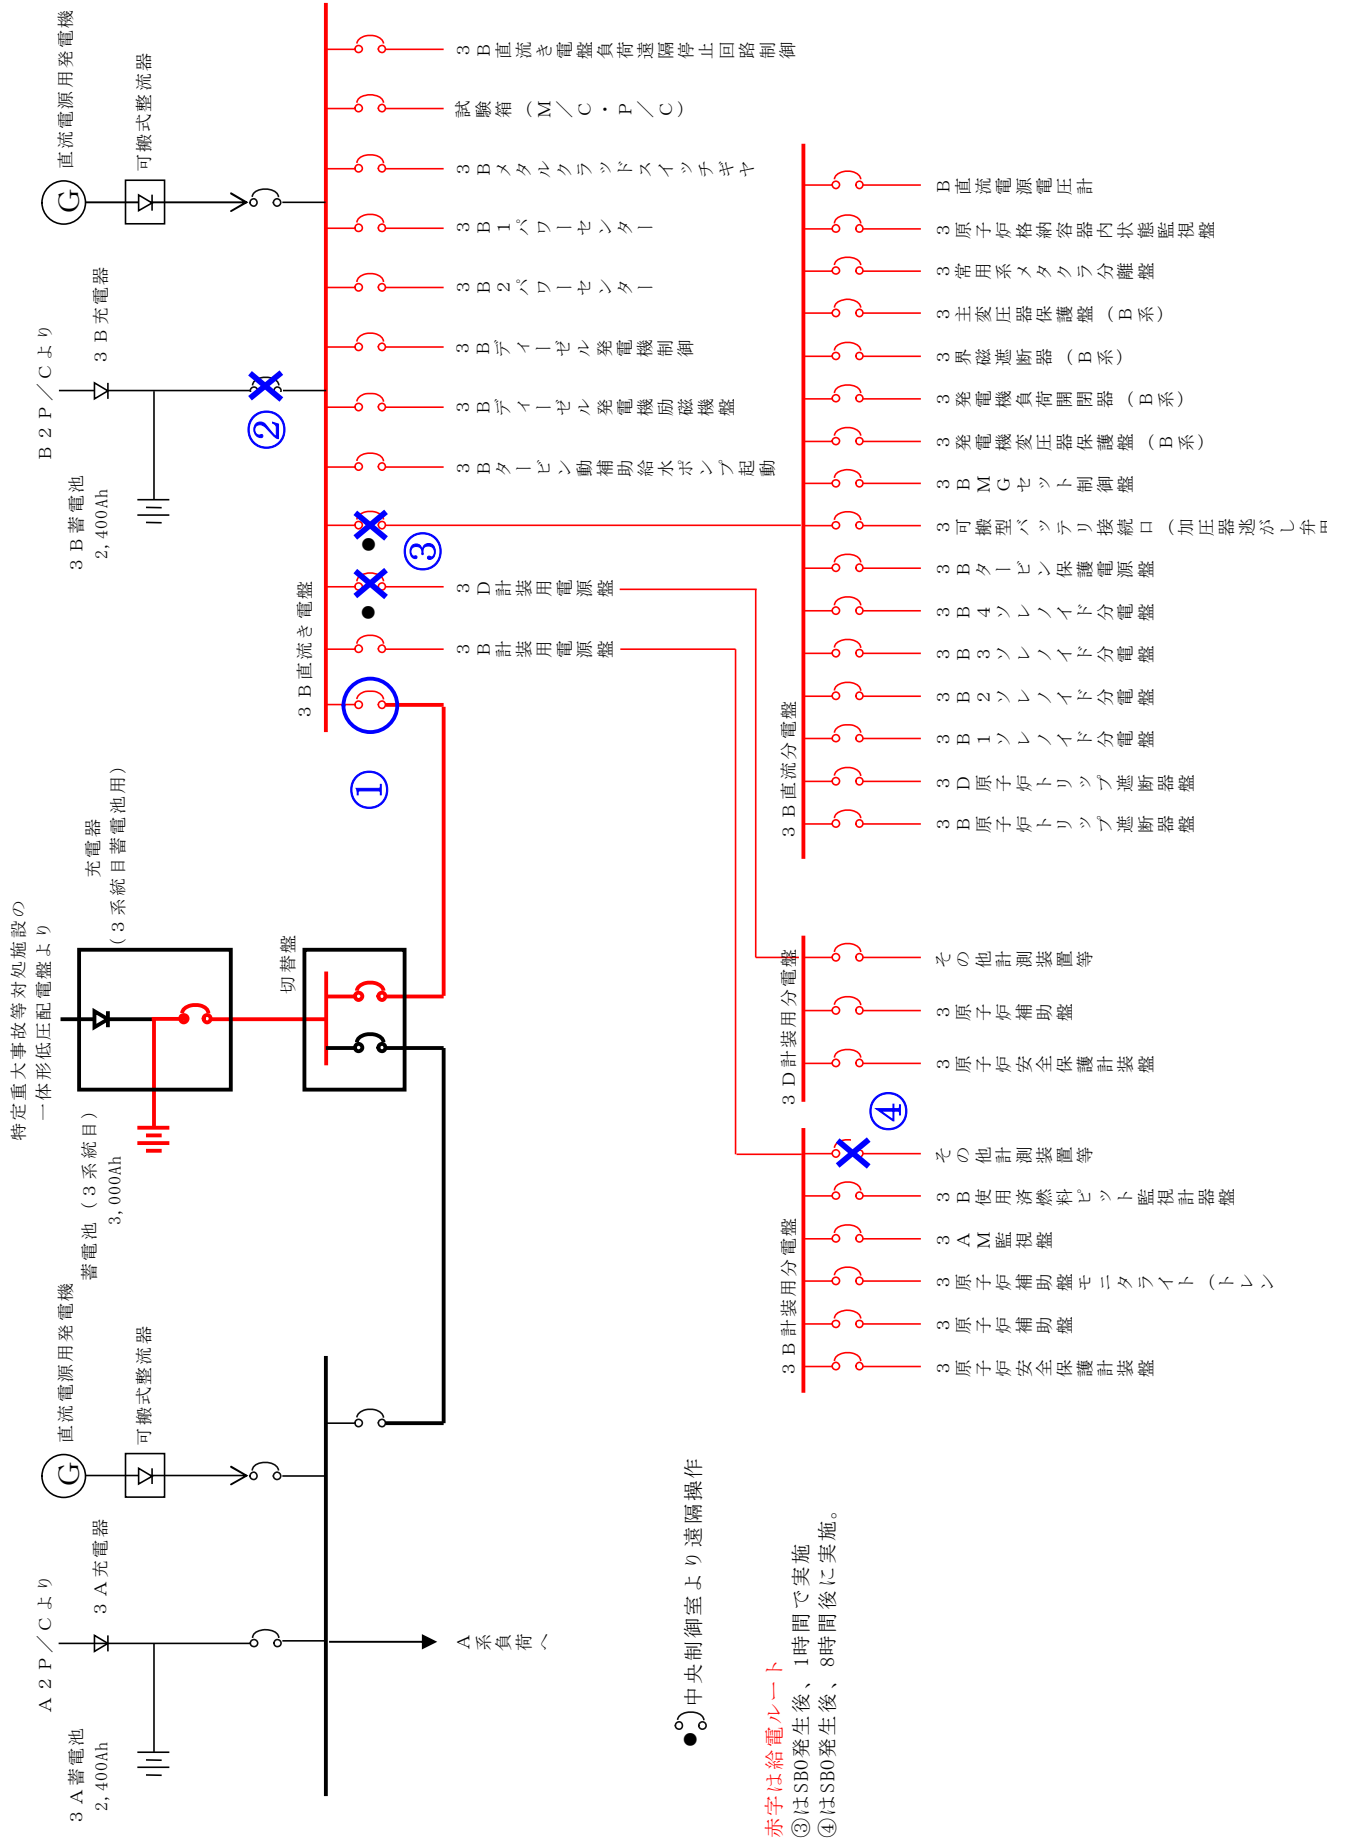 特定重大事故等対処施設の
一体形低圧配電盤より
A2P/Cより
3A充電器
3A蓄電池
2,400Ah
直流電源用発電機
G
可搬式整流器
蓄電池(3系統目)
3,000Ah
充電器
(3系統目蓄電池用)
切替盤
B2P/Cより
3B充電器
3B蓄電池
2,400Ah
直流電源用発電機
G
可搬式整流器
A系負荷へ
3B直流き電盤
①
②
③
④
3B計装用電源盤
3D計装用電源盤
3Bタービン動補助給水ポンプ起動
3Bディーゼル発電機励磁機盤
3Bディーゼル発電機制御
3B2パワーセンター
3B1パワーセンター
3Bメタルクラッドスイッチギヤ
試験箱(M/C・P/C)
3B直流き電盤負荷遠隔停止回路制御
3B計装用分電盤
3原子炉安全保護計装盤
3原子炉補助盤
3原子炉補助盤モニタライト(トレン
3AM監視盤
3B使用済燃料ピット監視計器盤
その他計測装置等
3D計装用分電盤
3原子炉安全保護計装盤
3原子炉補助盤
その他計測装置等
3B直流分電盤
3B原子炉トリップ遮断器盤
3D原子炉トリップ遮断器盤
3B1ソレノイド分電盤
3B2ソレノイド分電盤
3B3ソレノイド分電盤
3B4ソレノイド分電盤
3Bタービン保護電源盤
3可搬型バッテリ接続口(加圧器逃がし弁
3BMGセット制御盤
3発電機変圧器保護盤(B系)
3発電機負荷開閉器(B系)
3界磁遮断器(B系)
3主変圧器保護盤(B系)
3常用系メタクラ分離盤
3原子炉格納容器内状態監視盤
B直流電源電圧計
中央制御室より遠隔操作
赤字は給電ルート
③はSBO発生後、1時間で実施
④はSBO発生後、8時間後に実施。